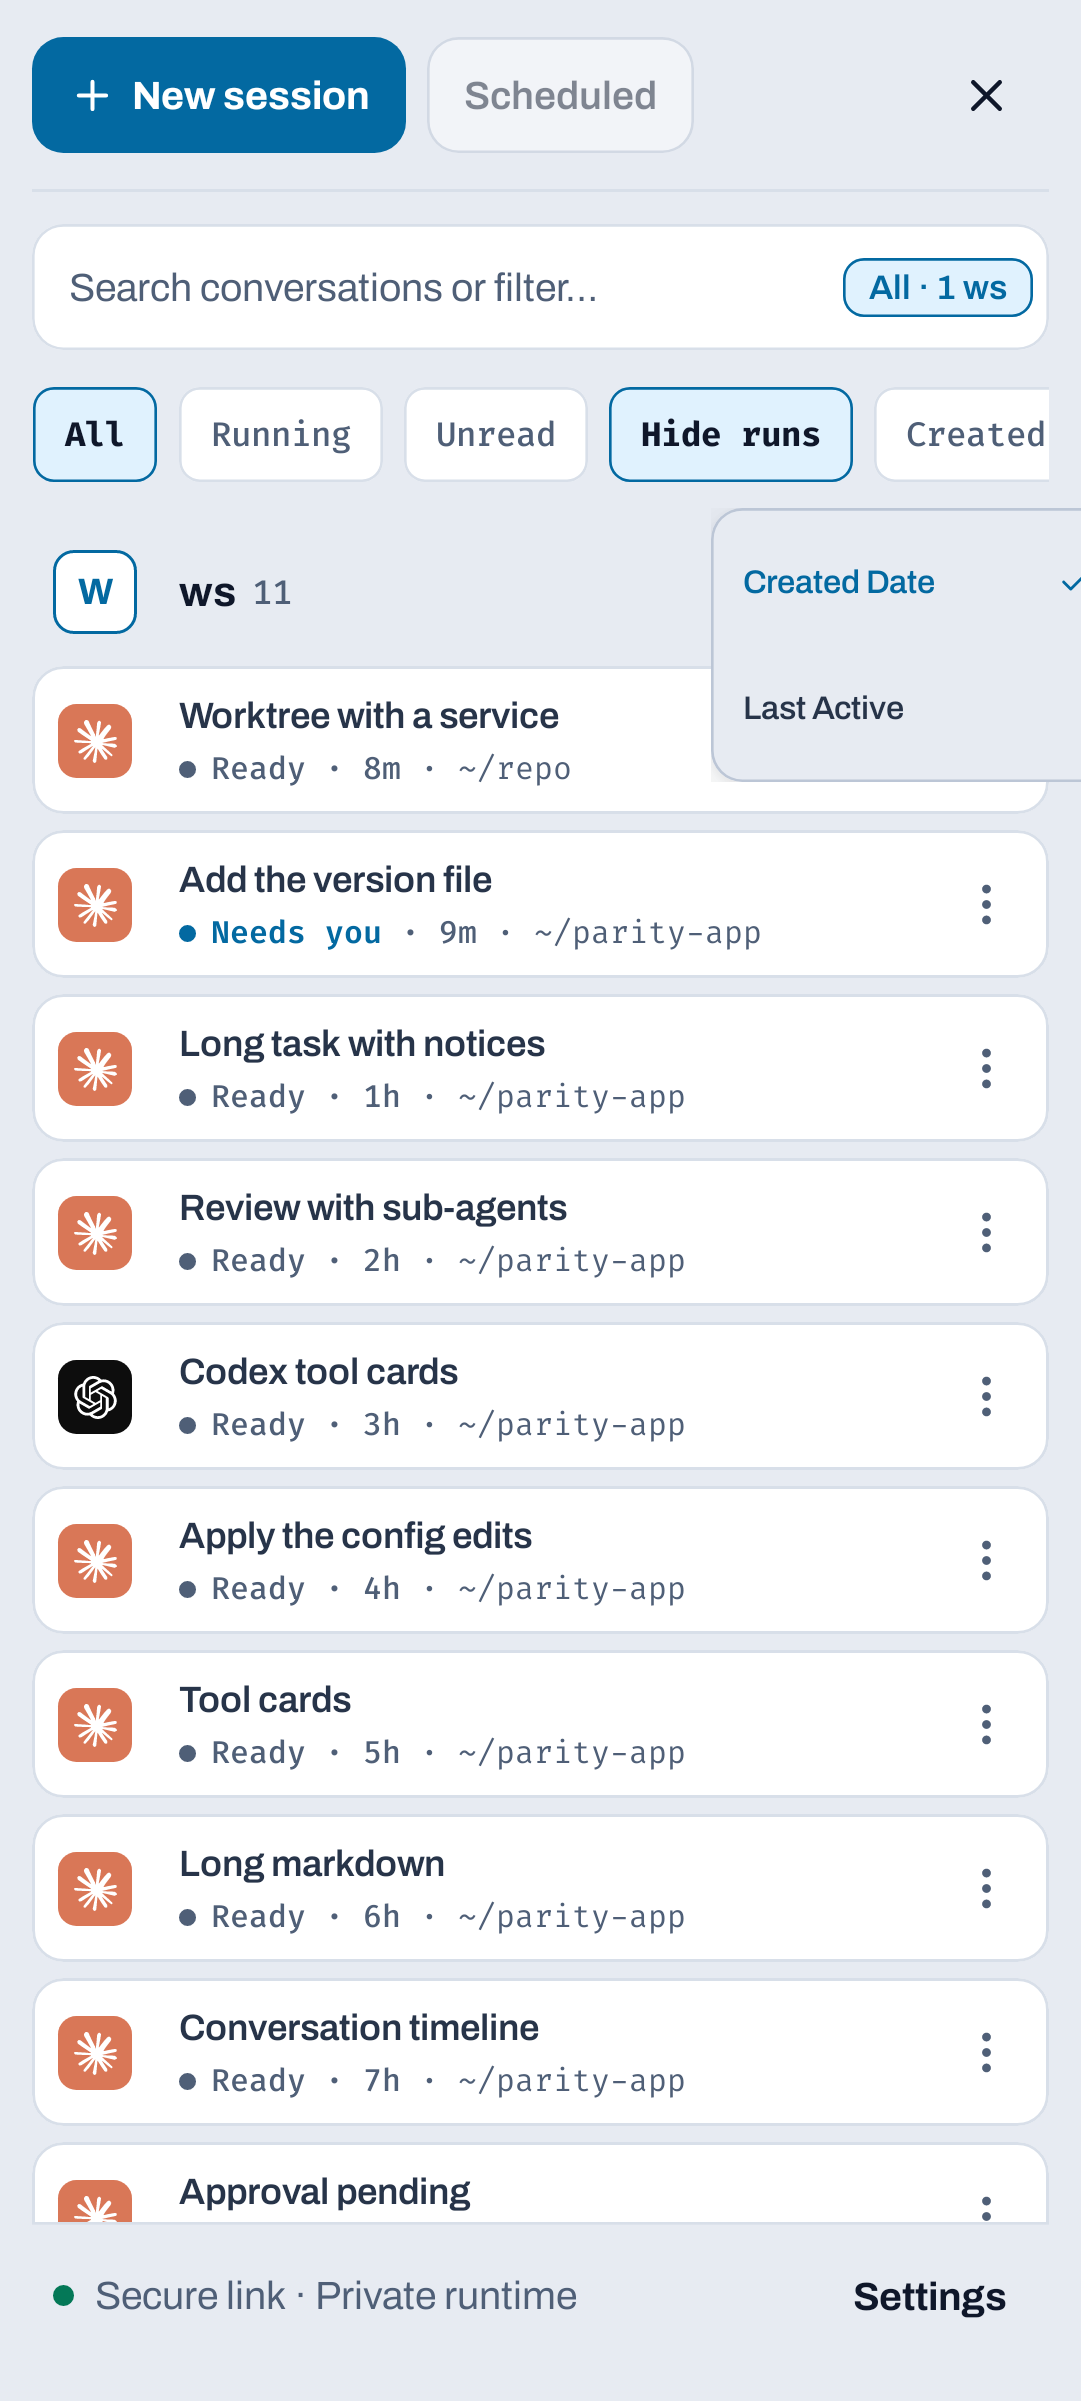 New session
Scheduled
Search conversations or filter...
All · 1 ws
All
Running
Unread
Hide runs
Created
W
ws 11
Created Date
Last Active
Worktree with a service
Ready · 8m · ~/repo
Add the version file
Needs you · 9m · ~/parity-app
Long task with notices
Ready · 1h · ~/parity-app
Review with sub-agents
Ready · 2h · ~/parity-app
Codex tool cards
Ready · 3h · ~/parity-app
Apply the config edits
Ready · 4h · ~/parity-app
Tool cards
Ready · 5h · ~/parity-app
Long markdown
Ready · 6h · ~/parity-app
Conversation timeline
Ready · 7h · ~/parity-app
Approval pending
Secure link · Private runtime
Settings